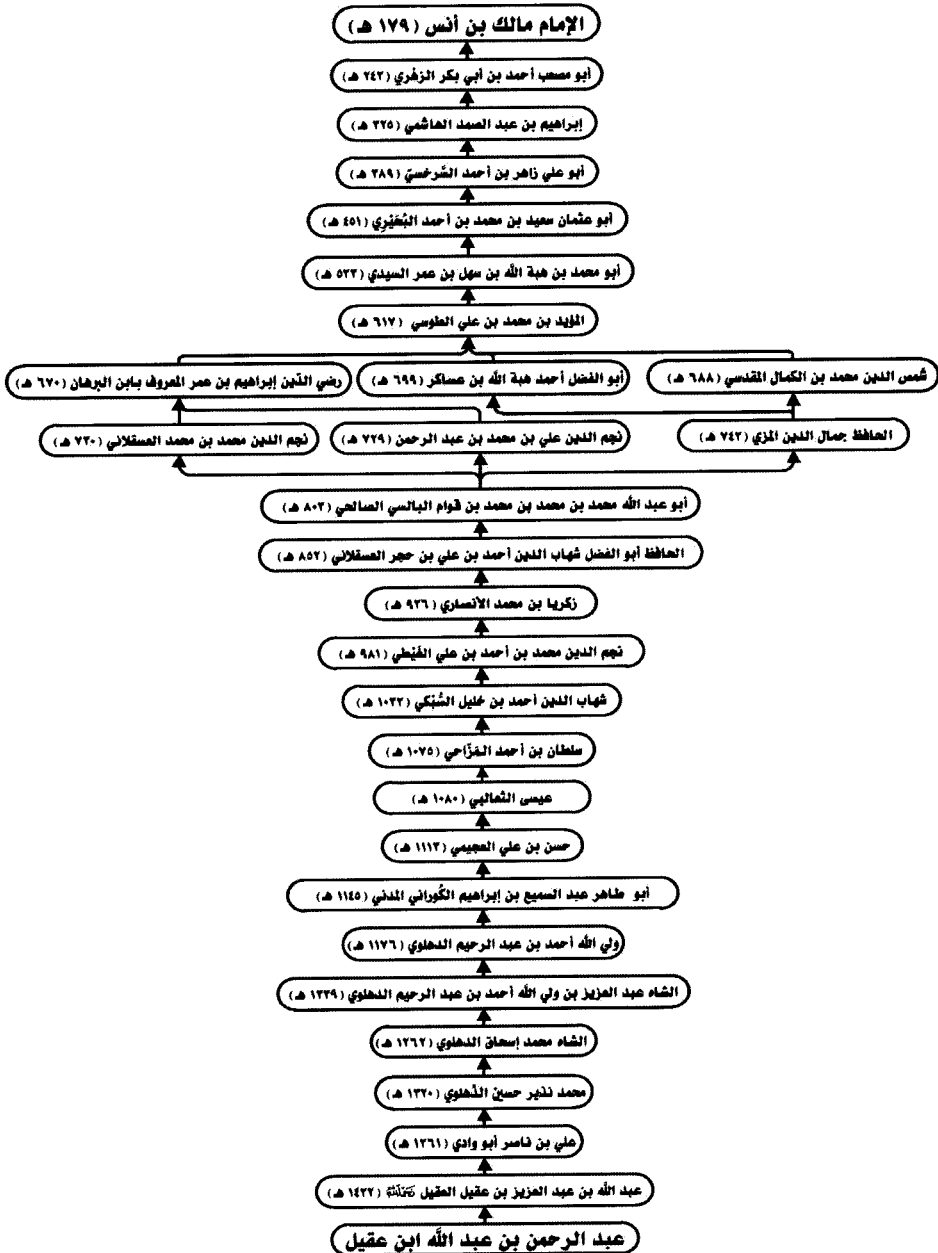 الإمام مالك بن أنس (١٧٩ هـ)
أبو مصعب أحمد بن أبي بكر الزهري (٢٤٢ هـ)
إبراهيم بن عبد الصمد الهاشمي (٣٢٥ هـ)
أبو علي زاهر بن أحمد السَّرخسيّ (٣٨٩ هـ)
أبو عثمان سعيد بن محمد بن أحمد البُحَيْرِي (٤٥١ هـ)
أبو محمد بن هبة الله بن سهل بن عمر السيدي (٥٣٣ هـ)
المؤيد بن محمد بن علي الطوسي (٦١٧ هـ)
شمس الدين محمد بن الكمال المقدسي (٦٨٨ هـ) أبو الفضل أحمد هبة الله بن عساكر (٦٩٩ هـ) رضي الدّين إبراهيم بن عمر المعروف بابن البرهان (٦٧٠ هـ)
الحافظ جمال الدين المزي (٧٤٢ هـ) نجم الدين علي بن محمد بن عبد الرحمن (٧٢٩ هـ) نجم الدين محمد بن محمد العسقلاني (٧٣٠ هـ)
أبو عبد الله محمد بن محمد بن محمد بن قوام البالسي الصالحي (٨٠٣ هـ)
الحافظ أبو الفضل شهاب الدين أحمد بن علي بن حجر العسقلاني (٨٥٢ هـ)
زكريا بن محمد الأنصاري (٩٢٦ هـ)
نجم الدين محمد بن أحمد بن علي الغَيْطي (٩٨١ هـ)
شهاب الدين أحمد بن خليل السُّبْكي (١٠٣٢ هـ)
سلطان بن أحمد المَزّاحي (١٠٧٥ هـ)
عيسى الثعالبي (١٠٨٠ هـ)
حسن بن علي العجيمي (١١١٣ هـ)
أبو طاهر عبد السميع بن إبراهيم الكُوراني المدني (١١٤٥ هـ)
ولي الله أحمد بن عبد الرحيم الدهلوي (١١٧٦ هـ)
الشاه عبد العزيز بن ولي الله أحمد بن عبد الرحيم الدهلوي (١٢٣٩ هـ)
الشاه محمد إسحاق الدهلوي (١٢٦٢ هـ)
محمد نذير حسين الدَّهلوي (١٣٢٠ هـ)
علي بن ناصر أبو وادي (١٣٦١ هـ)
عبد الله بن عبد العزيز بن عقيل العقيل رَحِمَهُ اللهُ (١٤٣٢ هـ)
عبد الرحمن بن عبد الله ابن عقيل